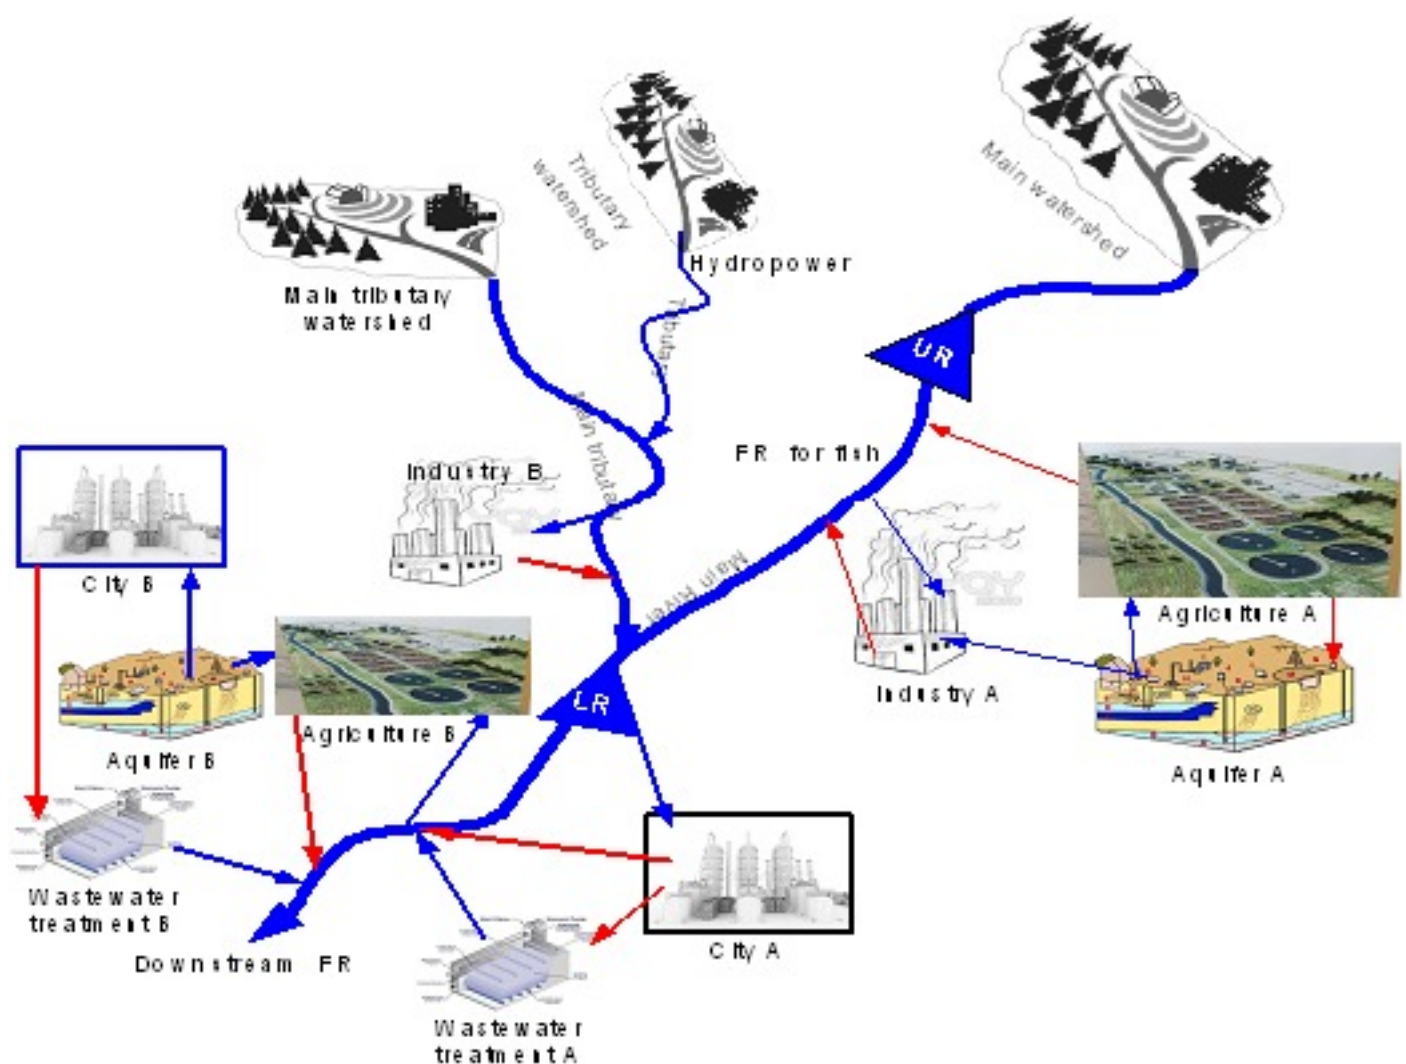 Tributary
watershed
Main watershed
Hydropower
Main tributary
watershed
Tributary
UR
Main tributary
FR for fish
Industry B
Main River
City B
Agriculture A
Industry A
LR
Agriculture B
Aquifer B
Aquifer A
Wastewater
treatment B
City A
Downstream FR
Wastewater
treatment A